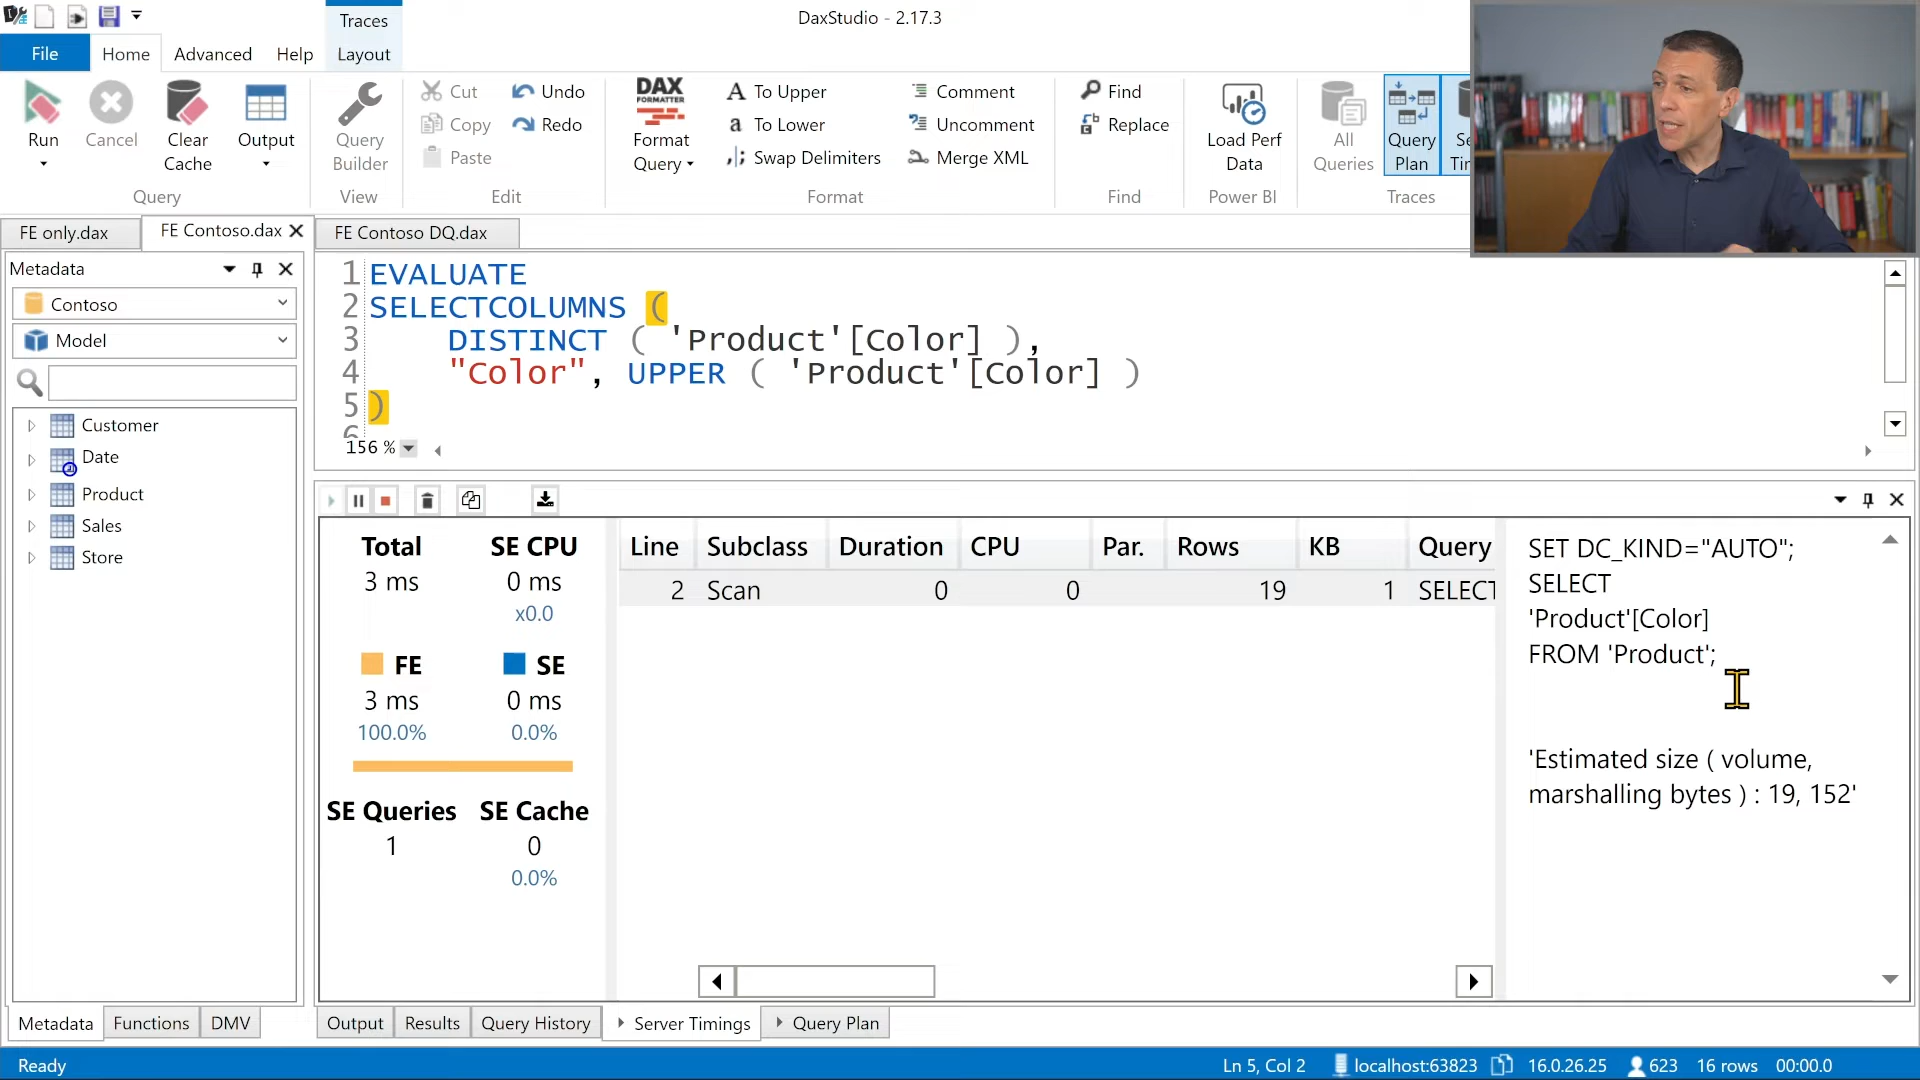 Traces
DaxStudio - 2.17.3
File
Home
Advanced
Help
Layout
Run
Cancel
Clear
Cache
Output
Query
Query
Builder
View
Cut
Copy
Paste
Undo
Redo
Edit
DAX
FORMATTER
Format
Query
To Upper
To Lower
Swap Delimiters
Comment
Uncomment
Merge XML
Format
Find
Replace
Find
Load Perf
Data
Power BI
All
Queries
Query
Plan
Se
Tir
Traces
FE only.dax
FE Contoso.dax
FE Contoso DQ.dax
Metadata
Contoso
Model
Customer
Date
Product
Sales
Store
1 EVALUATE
2 SELECTCOLUMNS (
3 DISTINCT ( 'Product'[Color] ),
4 "Color", UPPER ( 'Product'[Color] )
5 )
6
156 %
Total
3 ms
SE CPU
0 ms
x0.0
FE
3 ms
100.0%
SE
0 ms
0.0%
SE Queries
1
SE Cache
0
0.0%
Line Subclass Duration CPU Par. Rows KB Query
2 Scan 0 0 19 1 SELECT
SET DC_KIND="AUTO";
SELECT
'Product'[Color]
FROM 'Product';
'Estimated size ( volume,
marshalling bytes ) : 19, 152'
Metadata
Functions
DMV
Output
Results
Query History
Server Timings
Query Plan
Ready
Ln 5, Col 2
localhost:63823
16.0.26.25
623
16 rows
00:00.0